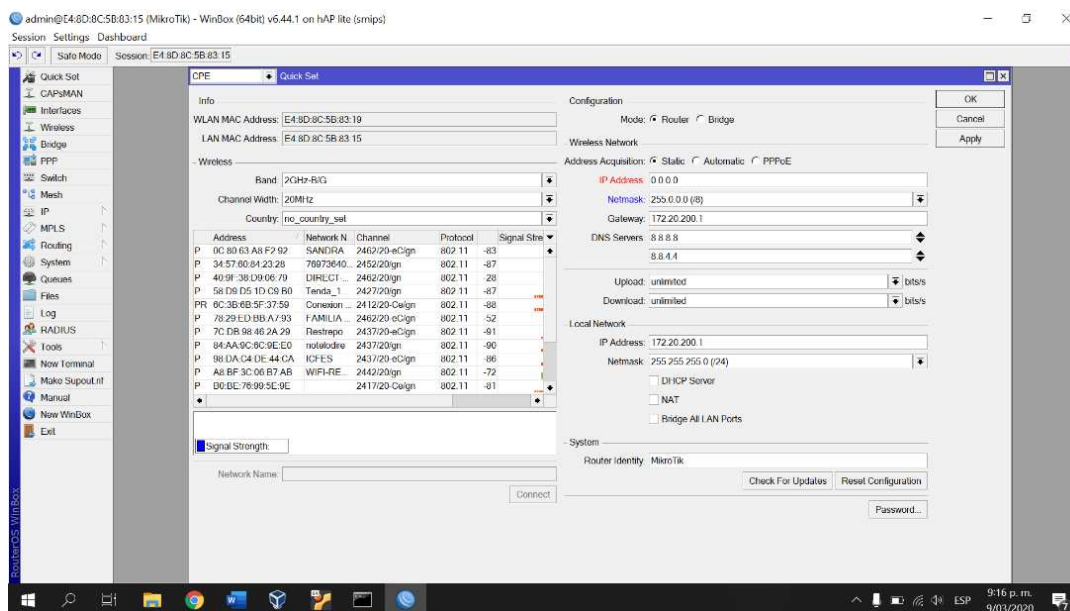 admin@E4:8D:8C:5B:83:15 (MikroTik) - WinBox (64bit) v6.44.1 on hAP lite (smips)
Session Settings Dashboard
Safe Mode Session: E4:8D:8C:5B:83:15
Quick Set
CAPsMAN
Interfaces
Wireless
Bridge
PPP
Switch
Mesh
IP
MPLS
Routing
System
Queues
Files
Log
RADIUS
Tools
New Terminal
Make Supout.rif
Manual
New WinBox
Exit
RouterOS WinBox
CPE Quick Set
Info
WLAN MAC Address: E4:8D:8C:5B:83:19
LAN MAC Address: E4:8D:8C:5B:83:15
Wireless
Band: 2GHz-B/G
Channel Width: 20MHz
Country: no_country_set
Address Network N Channel Protocol Signal Stre
P 0C:80:63:A8:F2:92 SANDRA 2462/20-eC/gn 802.11 -83
P 34:57:60:84:23:28 76973640... 2452/20/gn 802.11 -87
P 40:9F:38:D9:06:79 DIRECT-... 2462/20/gn 802.11 -28
P 58:D9:D5:1D:C9:B0 Tenda_1... 2427/20/gn 802.11 -87
PR 6C:3B:6B:5F:37:59 Conexion ... 2412/20-Ce/gn 802.11 -88
P 78:29:ED:BB:A7:93 FAMILIA ... 2462/20-eC/gn 802.11 -52
P 7C:DB:98:46:2A:29 Restrepo 2437/20-eC/gn 802.11 -91
P 84:AA:9C:6C:9E:E0 notelodire 2437/20/gn 802.11 -90
P 98:DA:C4:DE:44:CA ICFES 2437/20-eC/gn 802.11 -86
P A8:BF:3C:06:B7:AB WIFI-RE... 2442/20/gn 802.11 -72
P B0:BE:76:99:5E:9E 2417/20-Ce/gn 802.11 -81
Signal Strength:
Network Name:
Connect
Configuration
Mode: Router Bridge
Wireless Network
Address Acquisition: Static Automatic PPPoE
IP Address: 0.0.0.0
Netmask: 255.0.0.0 (/8)
Gateway: 172.20.200.1
DNS Servers: 8.8.8.8
8.8.4.4
Upload: unlimited bits/s
Download: unlimited bits/s
Local Network
IP Address: 172.20.200.1
Netmask: 255.255.255.0 (/24)
DHCP Server
NAT
Bridge All LAN Ports
System
Router Identity: MikroTik
Check For Updates Reset Configuration
Password...
OK
Cancel
Apply
ESP
9:16 p. m.
9/03/2020